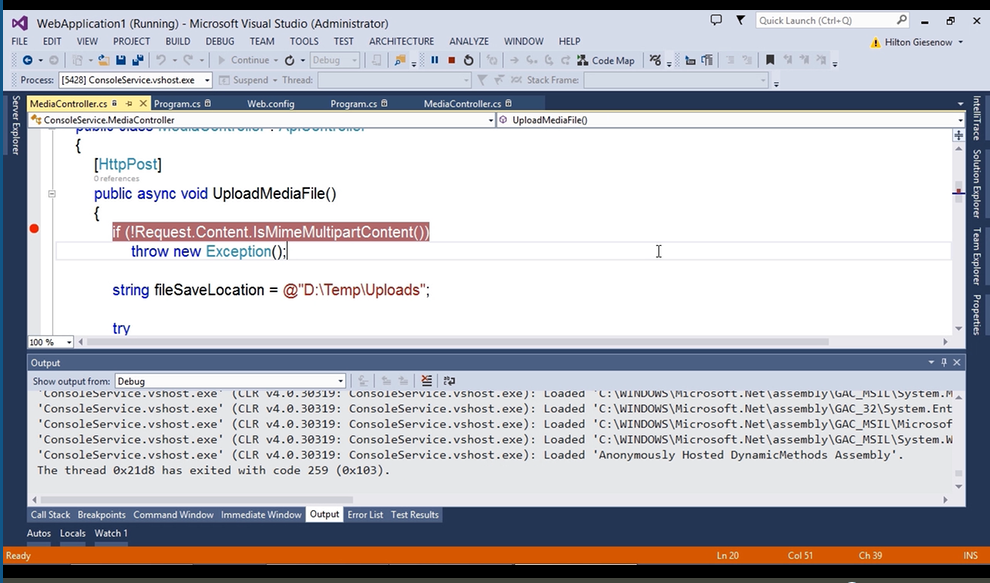 WebApplication1 (Running) - Microsoft Visual Studio (Administrator)
Quick Launch (Ctrl+Q)
FILE EDIT VIEW PROJECT BUILD DEBUG TEAM TOOLS TEST ARCHITECTURE ANALYZE WINDOW HELP
Hilton Giesenow
Continue Debug Code Map
Process: [5428] ConsoleService.vshost.exe Suspend Thread: Stack Frame:
Server Explorer
MediaController.cs Program.cs Web.config Program.cs MediaController.cs
ConsoleService.MediaController UploadMediaFile()
public class MediaController : ApiController
{
[HttpPost]
0 references
public async void UploadMediaFile()
{
if (!Request.Content.IsMimeMultipartContent())
throw new Exception();
string fileSaveLocation = @"D:\Temp\Uploads";
try
100 %
IntelliTrace
Solution Explorer
Team Explorer
Properties
Output
Show output from: Debug
'ConsoleService.vshost.exe' (CLR v4.0.30319: ConsoleService.vshost.exe): Loaded 'C:\WINDOWS\Microsoft.Net\assembly\GAC_MSIL\System.M
'ConsoleService.vshost.exe' (CLR v4.0.30319: ConsoleService.vshost.exe): Loaded 'C:\WINDOWS\Microsoft.Net\assembly\GAC_32\System.Ent
'ConsoleService.vshost.exe' (CLR v4.0.30319: ConsoleService.vshost.exe): Loaded 'C:\WINDOWS\Microsoft.Net\assembly\GAC_MSIL\Microsof
'ConsoleService.vshost.exe' (CLR v4.0.30319: ConsoleService.vshost.exe): Loaded 'C:\WINDOWS\Microsoft.Net\assembly\GAC_MSIL\System.W
'ConsoleService.vshost.exe' (CLR v4.0.30319: ConsoleService.vshost.exe): Loaded 'Anonymously Hosted DynamicMethods Assembly'.
The thread 0x21d8 has exited with code 259 (0x103).
Call Stack Breakpoints Command Window Immediate Window Output Error List Test Results
Autos Locals Watch 1
Ready Ln 20 Col 51 Ch 39 INS